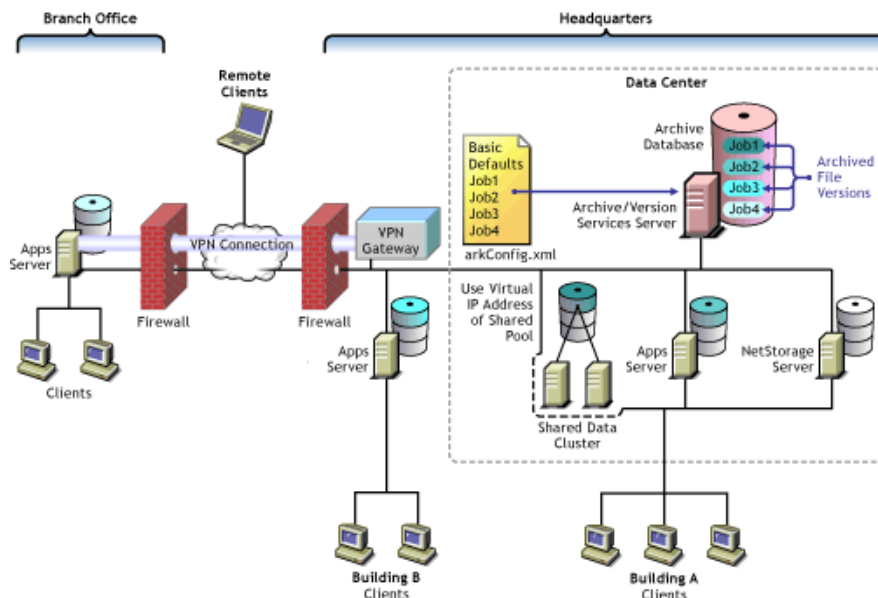 Branch Office
Headquarters
Remote
Clients
Data Center
Archive
Database
Basic
Defaults
Job1
Job2
Job3
Job4
Job1
Job2
Job3
Job4
Archived
File
Versions
Archive/Version
Services Server
arkConfig.xml
Apps
Server
VPN Connection
VPN
Gateway
Firewall
Firewall
Use Virtual
IP Address
of Shared
Pool
Apps
Server
Apps
Server
NetStorage
Server
Clients
Shared Data
Cluster
Building B
Clients
Building A
Clients